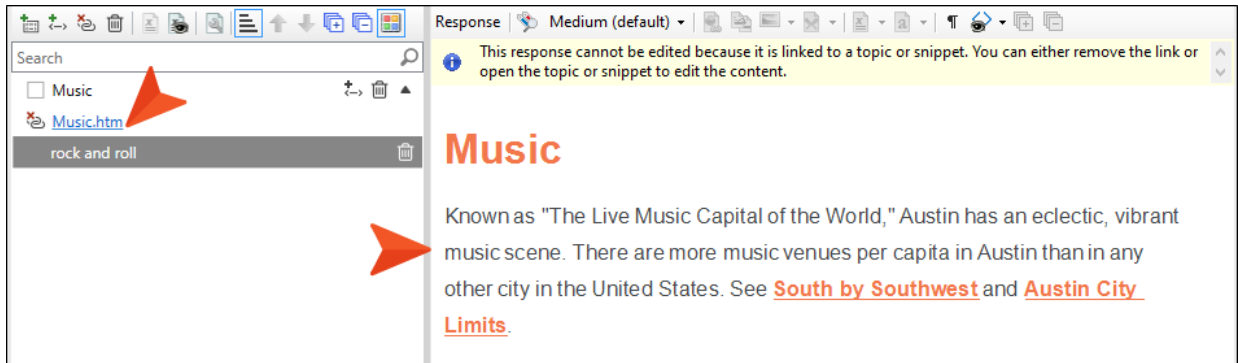 Response
Medium (default)
Search
Music
Music.htm
rock and roll
This response cannot be edited because it is linked to a topic or snippet. You can either remove the link or
open the topic or snippet to edit the content.
Music
Known as "The Live Music Capital of the World," Austin has an eclectic, vibrant
music scene. There are more music venues per capita in Austin than in any
other city in the United States. See South by Southwest and Austin City
Limits.